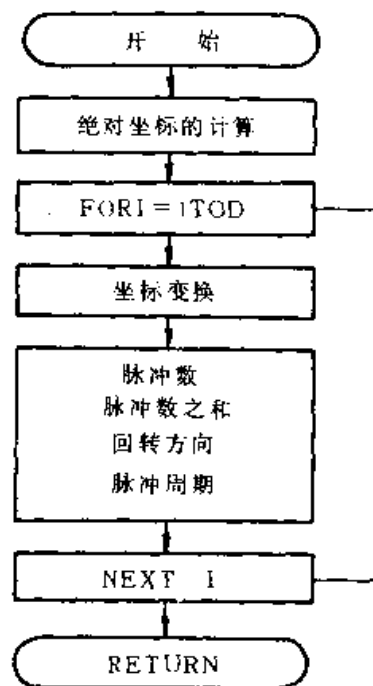 开 始
绝对坐标的计算
FORI=1TOD
坐标变换
脉冲数
脉冲数之和
回转方向
脉冲周期
NEXT I
RETURN